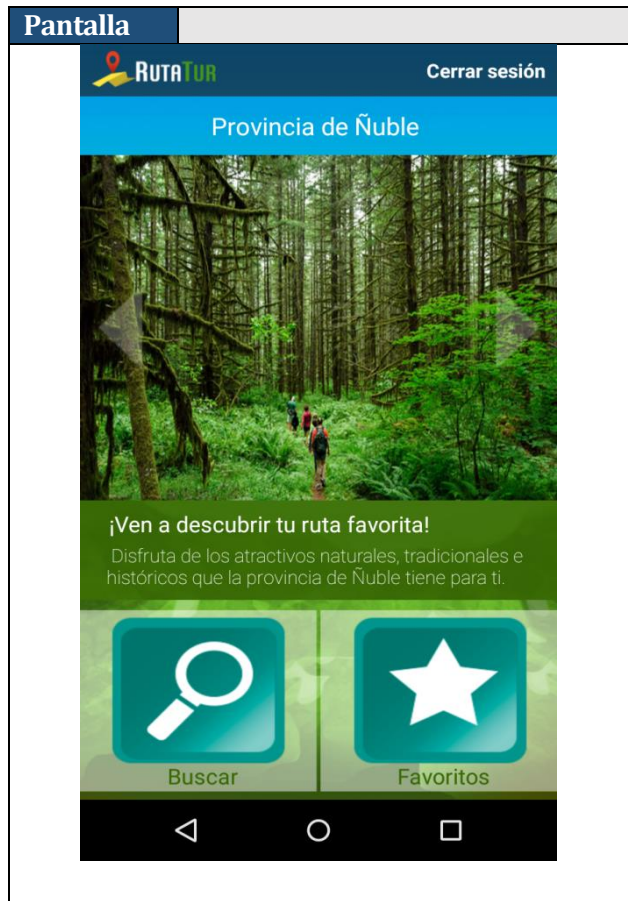 Pantalla
RUTATUR
Cerrar sesión
Provincia de Ñuble
¡Ven a descubrir tu ruta favorita!
Disfruta de los atractivos naturales, tradicionales e
históricos que la provincia de Ñuble tiene para ti.
Buscar
Favoritos